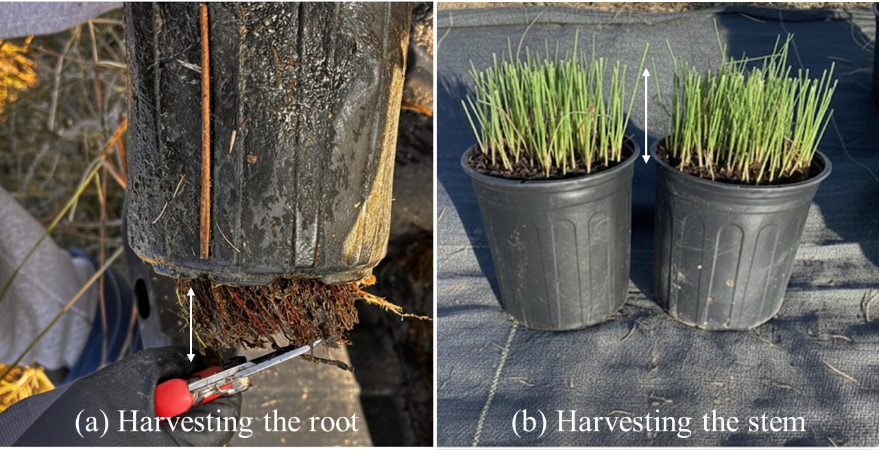 (a) Harvesting the root
(b) Harvesting the stem